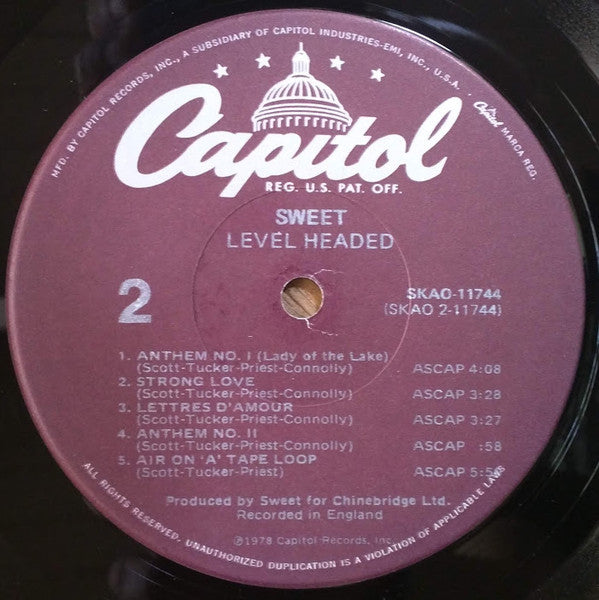 MFD. BY CAPITOL RECORDS, INC., A SUBSIDIARY OF CAPITOL INDUSTRIES-EMI, INC., U.S.A.
Capitol MARCA REG.
Capitol
REG. U.S. PAT. OFF.
SWEET
LEVEL HEADED
2
SKAO-11744
(SKAO 2-11744)
1. ANTHEM NO. I (Lady of the Lake)
(Scott-Tucker-Priest-Connolly) ASCAP 4:08
2. STRONG LOVE
(Scott-Tucker-Priest-Connolly) ASCAP 3:28
3. LETTRES D'AMOUR
(Scott-Tucker-Priest-Connolly) ASCAP 3:27
4. ANTHEM NO. II
(Scott-Tucker-Priest-Connolly) ASCAP :58
5. AIR ON 'A' TAPE LOOP
(Scott-Tucker-Priest) ASCAP
Produced by Sweet for Chinebridge Ltd.
Recorded in England
℗1978 Capitol Records, Inc.
ALL RIGHTS RESERVED. UNAUTHORIZED DUPLICATION IS A VIOLATION OF APPLICABLE LAWS